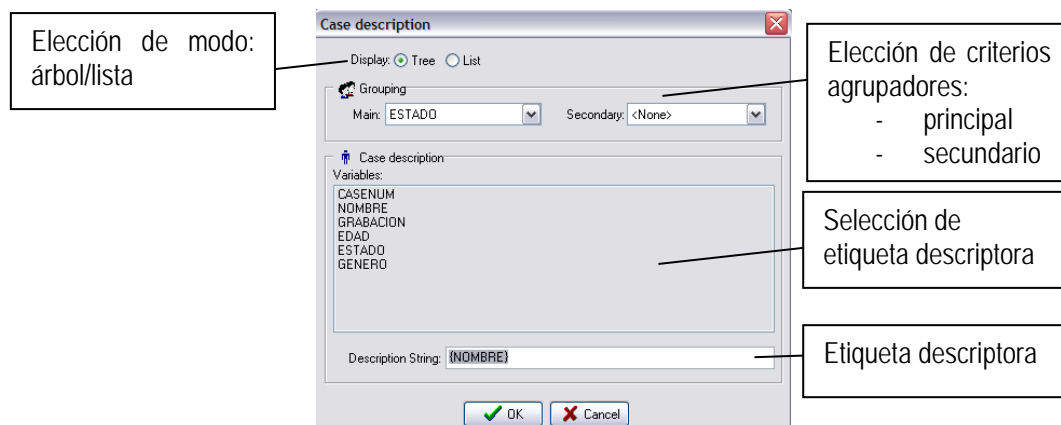 Elección de modo:
árbol/lista
Case description
Display: Tree List
Grouping
Main: ESTADO Secondary: <None>
Case description
Variables:
CASENUM
NOMBRE
GRABACION
EDAD
ESTADO
GENERO
Description String: {NOMBRE}
OK Cancel
Elección de criterios
agrupadores:
- principal
- secundario
Selección de
etiqueta descriptora
Etiqueta descriptora